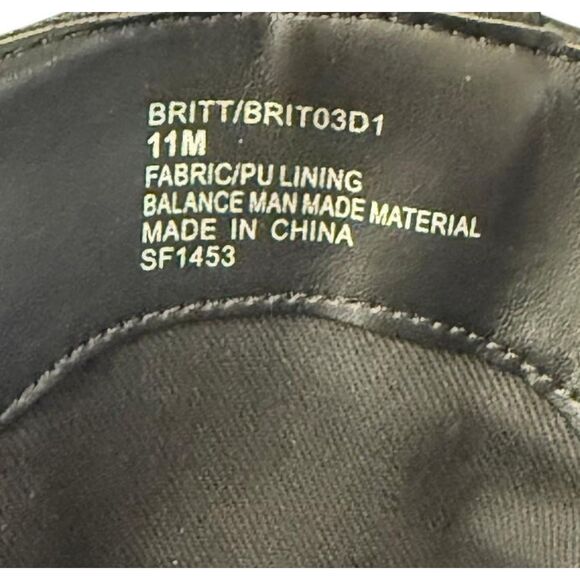 BRITT/BRIT03D1
11M
FABRIC/PU LINING
BALANCE MAN MADE MATERIAL
MADE IN CHINA
SF1453